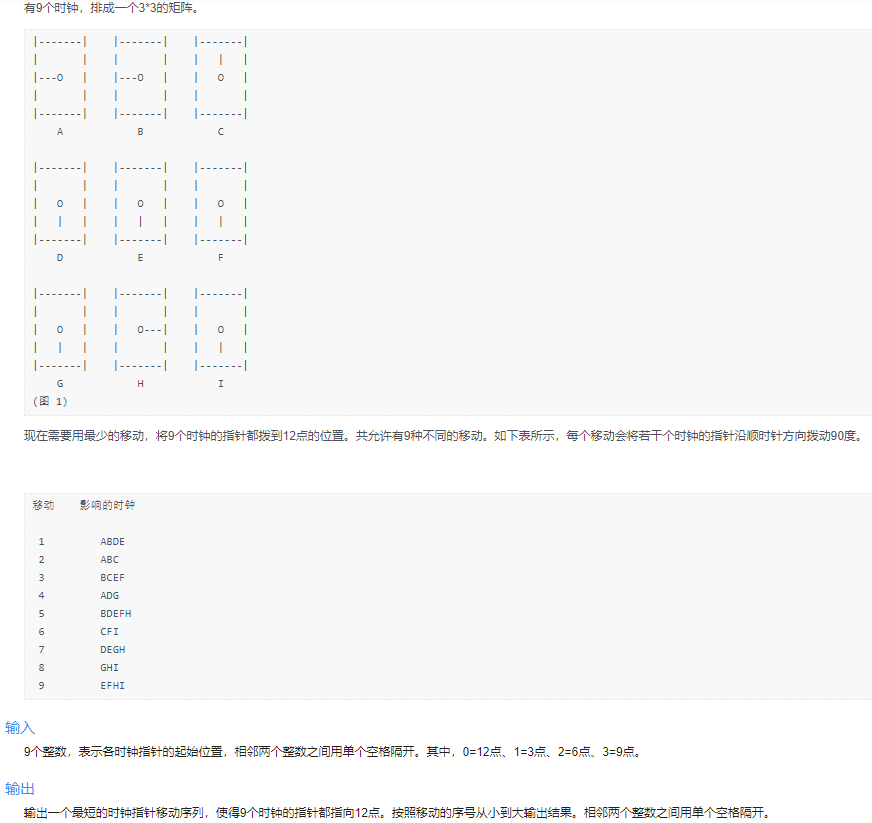 有9个时钟，排成一个3*3的矩阵。
|-------|    |-------|    |-------|
|       |    |       |    |   |   |
|---O   |    |---O   |    |   O   |
|       |    |       |    |       |
|-------|    |-------|    |-------|
    A            B            C
|-------|    |-------|    |-------|
|       |    |       |    |       |
|   O   |    |   O   |    |   O   |
|   |   |    |   |   |    |   |   |
|-------|    |-------|    |-------|
    D            E            F
|-------|    |-------|    |-------|
|       |    |       |    |       |
|   O   |    |   O---|    |   O   |
|   |   |    |       |    |   |   |
|-------|    |-------|    |-------|
    G            H            I
(图 1)
现在需要用最少的移动，将9个时钟的指针都拨到12点的位置。共允许有9种不同的移动。如下表所示，每个移动会将若干个时钟的指针沿顺时针方向拨动90度。
移动    影响的时钟
1         ABDE
2         ABC
3         BCEF
4         ADG
5         BDEFH
6         CFI
7         DEGH
8         GHI
9         EFHI
输入
9个整数，表示各时钟指针的起始位置，相邻两个整数之间用单个空格隔开。其中，0=12点、1=3点、2=6点、3=9点。
输出
输出一个最短的时钟指针移动序列，使得9个时钟的指针都指向12点。按照移动的序号从小到大输出结果。相邻两个整数之间用单个空格隔开。